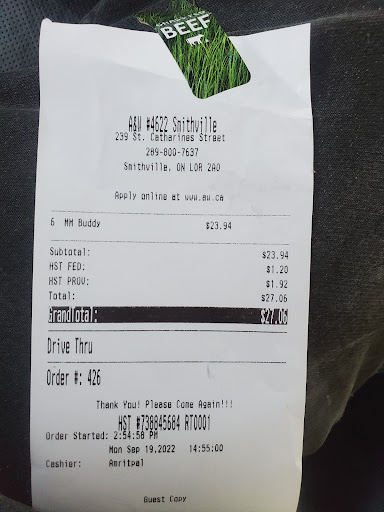 BEEF
A&W #4622 Smithville
239 St. Catharines Street
289-800-7637
Smithville, ON L0R 2A0
Apply online at www.aw.ca
6 MM Buddy $23.94
Subtotal: $23.94
HST FED: $1.20
HST PROV: $1.92
Total: $27.06
GrandTotal: $27.06
Drive Thru
Order #: 426
Thank You! Please Come Again!!!
HST #738845684 RT0001
Order Started: 2:54:58 PM
Mon Sep 19,2022 14:55:00
Cashier: Amritpal
Guest Copy